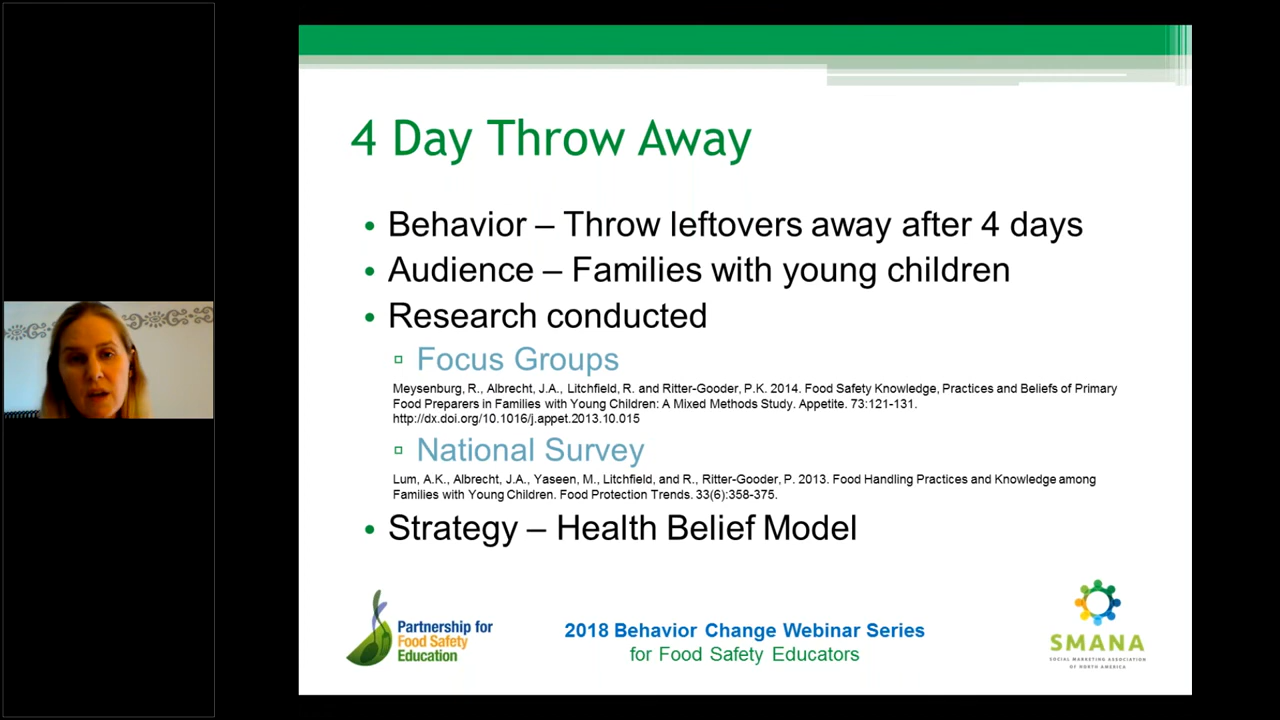 4 Day Throw Away
• Behavior – Throw leftovers away after 4 days
• Audience – Families with young children
• Research conducted
▫ Focus Groups
Meysenburg, R., Albrecht, J.A., Litchfield, R. and Ritter-Gooder, P.K. 2014. Food Safety Knowledge, Practices and Beliefs of Primary
Food Preparers in Families with Young Children: A Mixed Methods Study. Appetite. 73:121-131.
http://dx.doi.org/10.1016/j.appet.2013.10.015
▫ National Survey
Lum, A.K., Albrecht, J.A., Yaseen, M., Litchfield, and R., Ritter-Gooder, P. 2013. Food Handling Practices and Knowledge among
Families with Young Children. Food Protection Trends. 33(6):358-375.
• Strategy – Health Belief Model
Partnership for
Food Safety
Education
2018 Behavior Change Webinar Series
for Food Safety Educators
SMANA
SOCIAL MARKETING ASSOCIATION
OF NORTH AMERICA